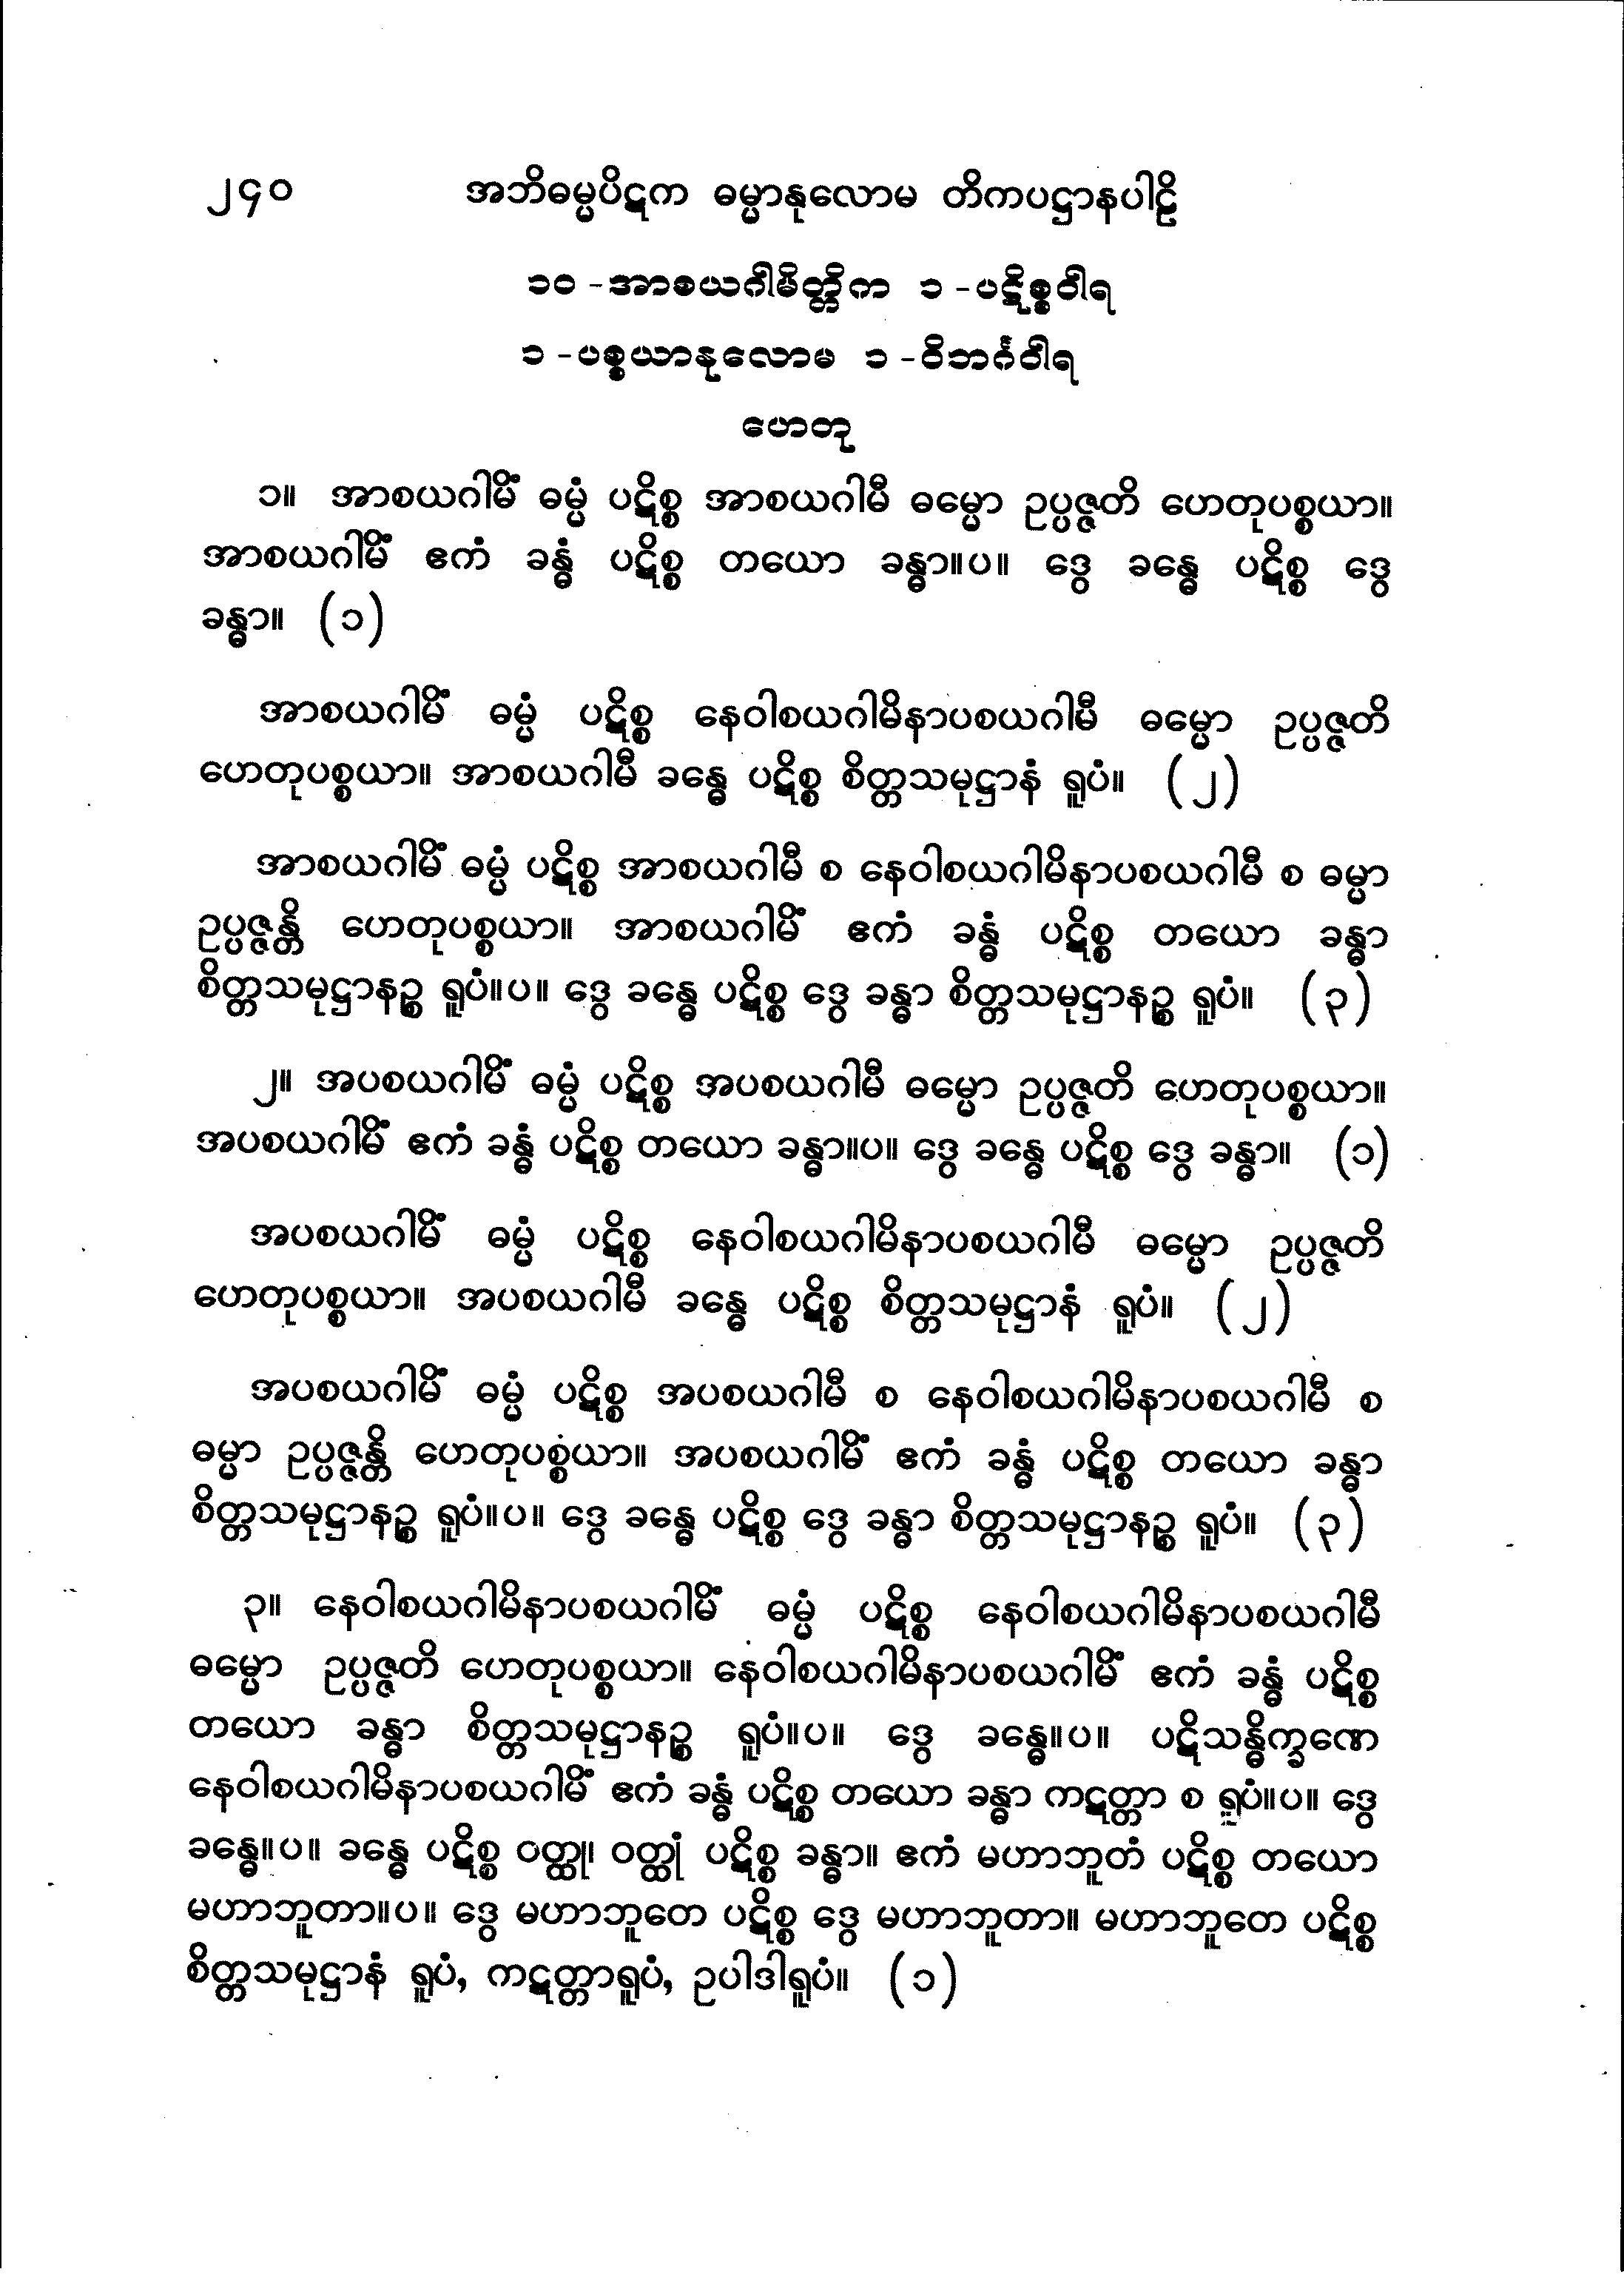 ၂၄၀ အဘိဓမ္မပိဋက ဓမ္မာနုလောမ တိကပဋ္ဌာနပါဠိ
၁၀ -အာစယဂါမိတ္တိက ၁ -ပဋိစ္စဝါရ
၁ -ပစ္စယာနုလောမ ၁ -ဝိဘင်္ဂဝါရ
ဟေတု
၁။ အာစယဂါမိံ ဓမ္မံ ပဋိစ္စ အာစယဂါမီ ဓမ္မော ဥပ္ပဇ္ဇတိ ဟေတုပစ္စယာ။
အာစယဂါမိံ ဧကံ ခန္ဓံ ပဋိစ္စ တယော ခန္ဓာ။ပ။ ဒွေ ခန္ဓေ ပဋိစ္စ ဒွေ
ခန္ဓာ။ (၁)
အာစယဂါမိံ ဓမ္မံ ပဋိစ္စ နေဝါစယဂါမိနာပစယဂါမီ ဓမ္မော ဥပ္ပဇ္ဇတိ
ဟေတုပစ္စယာ။ အာစယဂါမီ ခန္ဓေ ပဋိစ္စ စိတ္တသမုဋ္ဌာနံ ရူပံ။ (၂)
အာစယဂါမိံ ဓမ္မံ ပဋိစ္စ အာစယဂါမီ စ နေဝါစယဂါမိနာပစယဂါမီ စ ဓမ္မာ
ဥပ္ပဇ္ဇန္တိ ဟေတုပစ္စယာ။ အာစယဂါမိံ ဧကံ ခန္ဓံ ပဋိစ္စ တယော ခန္ဓာ
စိတ္တသမုဋ္ဌာနဉ္စ ရူပံ။ပ။ ဒွေ ခန္ဓေ ပဋိစ္စ ဒွေ ခန္ဓာ စိတ္တသမုဋ္ဌာနဉ္စ ရူပံ။ (၃)
၂။ အပစယဂါမိံ ဓမ္မံ ပဋိစ္စ အပစယဂါမီ ဓမ္မော ဥပ္ပဇ္ဇတိ ဟေတုပစ္စယာ။
အပစယဂါမိံ ဧကံ ခန္ဓံ ပဋိစ္စ တယော ခန္ဓာ။ပ။ ဒွေ ခန္ဓေ ပဋိစ္စ ဒွေ ခန္ဓာ။ (၁)
အပစယဂါမိံ ဓမ္မံ ပဋိစ္စ နေဝါစယဂါမိနာပစယဂါမီ ဓမ္မော ဥပ္ပဇ္ဇတိ
ဟေတုပစ္စယာ။ အပစယဂါမီ ခန္ဓေ ပဋိစ္စ စိတ္တသမုဋ္ဌာနံ ရူပံ။ (၂)
အပစယဂါမိံ ဓမ္မံ ပဋိစ္စ အပစယဂါမီ စ နေဝါစယဂါမိနာပစယဂါမီ စ
ဓမ္မာ ဥပ္ပဇ္ဇန္တိ ဟေတုပစ္စယာ။ အပစယဂါမိံ ဧကံ ခန္ဓံ ပဋိစ္စ တယော ခန္ဓာ
စိတ္တသမုဋ္ဌာနဉ္စ ရူပံ။ပ။ ဒွေ ခန္ဓေ ပဋိစ္စ ဒွေ ခန္ဓာ စိတ္တသမုဋ္ဌာနဉ္စ ရူပံ။ (၃)
၃။ နေဝါစယဂါမိနာပစယဂါမိံ ဓမ္မံ ပဋိစ္စ နေဝါစယဂါမိနာပစယဂါမီ
ဓမ္မော ဥပ္ပဇ္ဇတိ ဟေတုပစ္စယာ။ နေဝါစယဂါမိနာပစယဂါမိံ ဧကံ ခန္ဓံ ပဋိစ္စ
တယော ခန္ဓာ စိတ္တသမုဋ္ဌာနဉ္စ ရူပံ။ပ။ ဒွေ ခန္ဓေ။ပ။ ပဋိသန္ဓိက္ခဏေ
နေဝါစယဂါမိနာပစယဂါမိံ ဧကံ ခန္ဓံ ပဋိစ္စ တယော ခန္ဓာ ကဋတ္တာ စ ရူပံ။ပ။ ဒွေ
ခန္ဓေ။ပ။ ခန္ဓေ ပဋိစ္စ ဝတ္ထု၊ ဝတ္ထုံ ပဋိစ္စ ခန္ဓာ။ ဧကံ မဟာဘူတံ ပဋိစ္စ တယော
မဟာဘူတာ။ပ။ ဒွေ မဟာဘူတေ ပဋိစ္စ ဒွေ မဟာဘူတာ။ မဟာဘူတေ ပဋိစ္စ
စိတ္တသမုဋ္ဌာနံ ရူပံ, ကဋတ္တာရူပံ, ဥပါဒါရူပံ။ (၁)